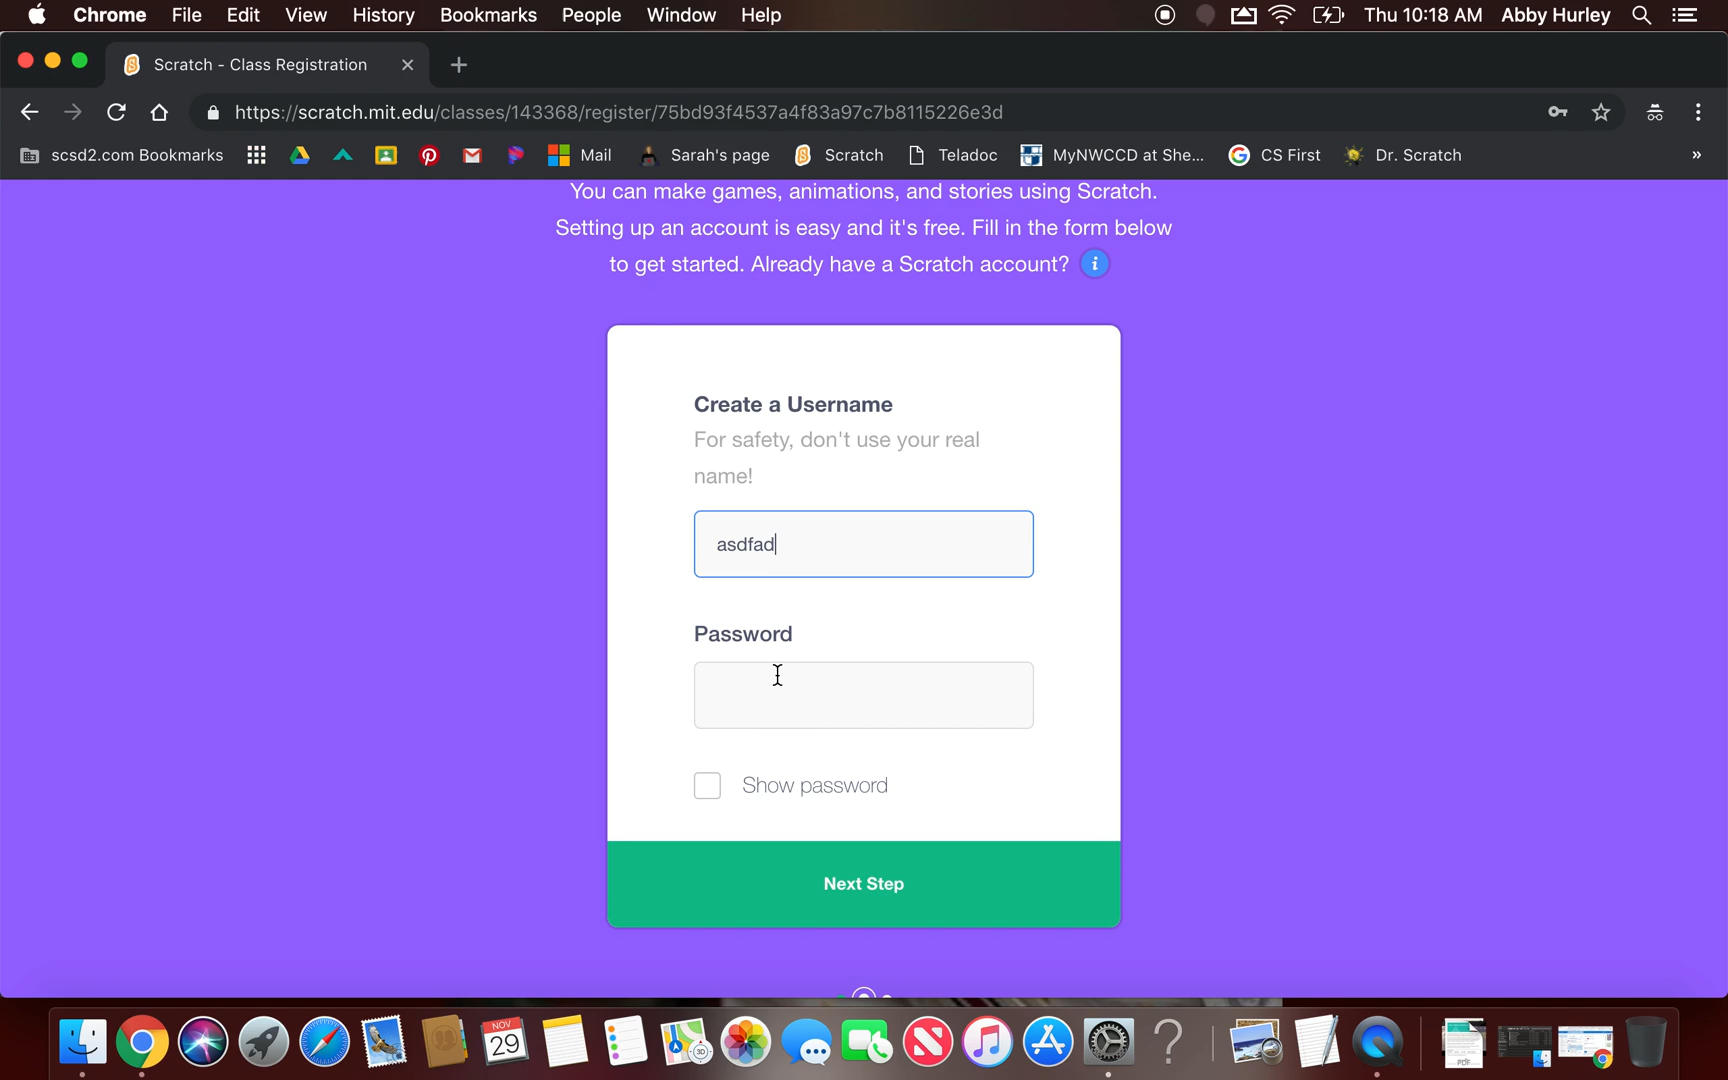 Chrome File Edit View History Bookmarks People Window Help Thu 10:18 AM Abby Hurley
Scratch - Class Registration
https://scratch.mit.edu/classes/143368/register/75bd93f4537a4f83a97c7b8115226e3d
scsd2.com Bookmarks Mail Sarah's page Scratch Teladoc MyNWCCD at She... CS First Dr. Scratch »
You can make games, animations, and stories using Scratch.
Setting up an account is easy and it's free. Fill in the form below
to get started. Already have a Scratch account? i
Create a Username
For safety, don't use your real
name!
asdfad
Password
Show password
Next Step
NOV
29
3D
PDF